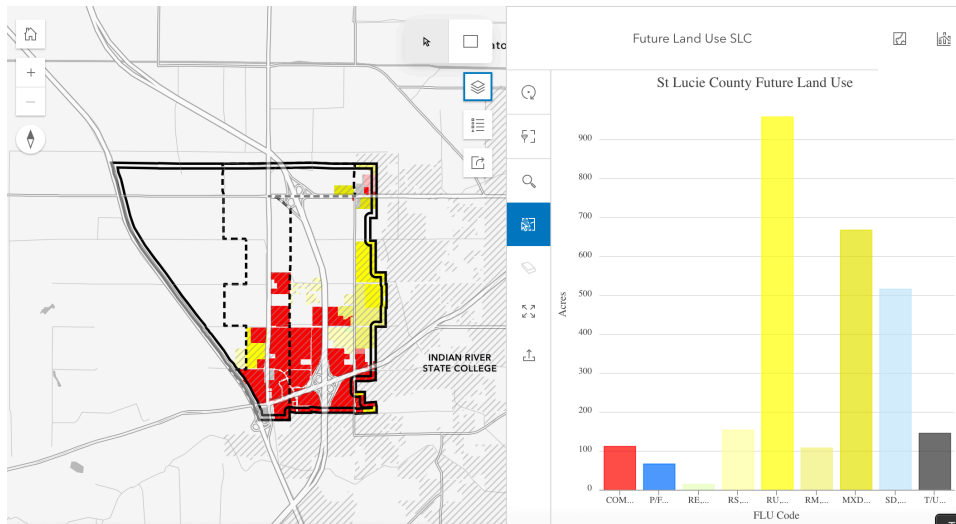 Future Land Use SLC
St Lucie County Future Land Use
INDIAN RIVER
STATE COLLEGE
Acres
900
800
700
600
500
400
300
200
100
0
COM...
P/F...
RE,...
RS,...
RU,...
RM,...
MXD...
SD,...
T/U...
FLU Code